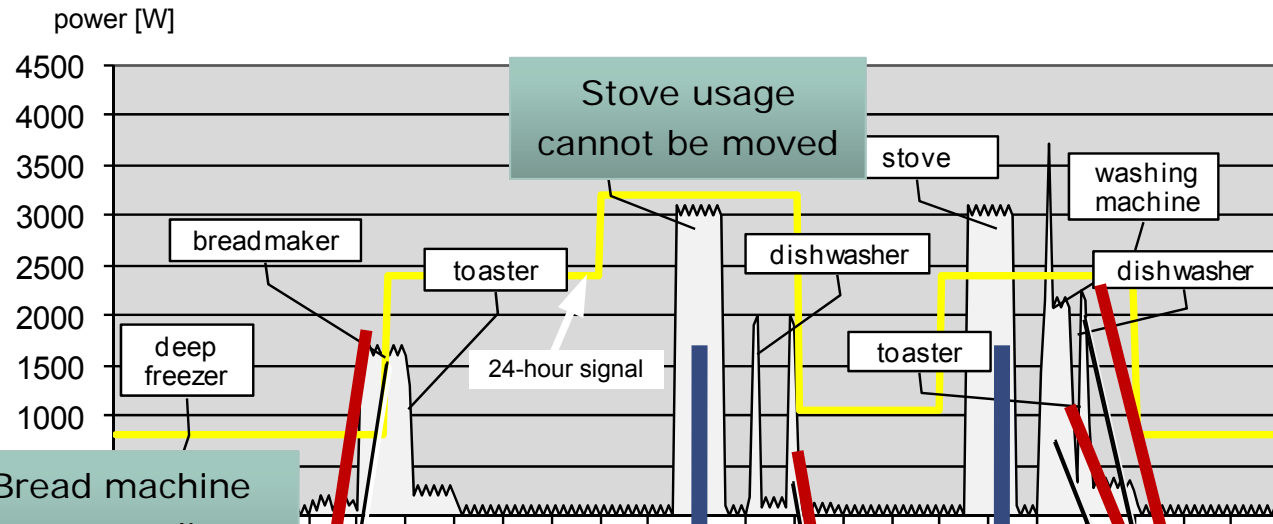 power [W]
4500
4000
3500
3000
2500
2000
1500
1000
Stove usage
cannot be moved
stove
washing
machine
breadmaker
toaster
dishwasher
dishwasher
24-hour signal
toaster
deep
freezer
Bread machine